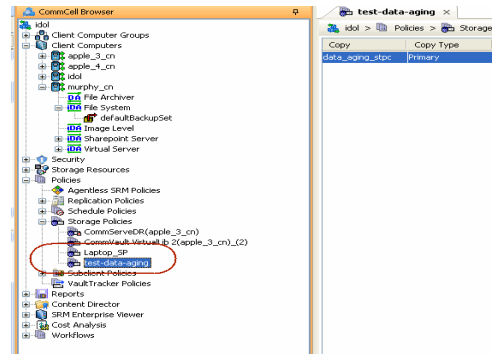 CommCell Browser
idol
Client Computer Groups
Client Computers
apple_3_cn
apple_4_cn
idol
murphy_cn
File Archiver
File System
defaultBackupSet
Image Level
Sharepoint Server
Virtual Server
Security
Storage Resources
Policies
Agentless SRM Policies
Replication Policies
Schedule Policies
Storage Policies
CommServeDR(apple_3_cn)
CommVault VirtualLib 2(apple_3_cn)_(2)
Laptop_SP
test-data-aging
Subclient Policies
VaultTracker Policies
Reports
Content Director
SRM Enterprise Viewer
Cost Analysis
Workflows
test-data-aging
idol > Policies > Storage
Copy Copy Type
data_aging_stpc Primary